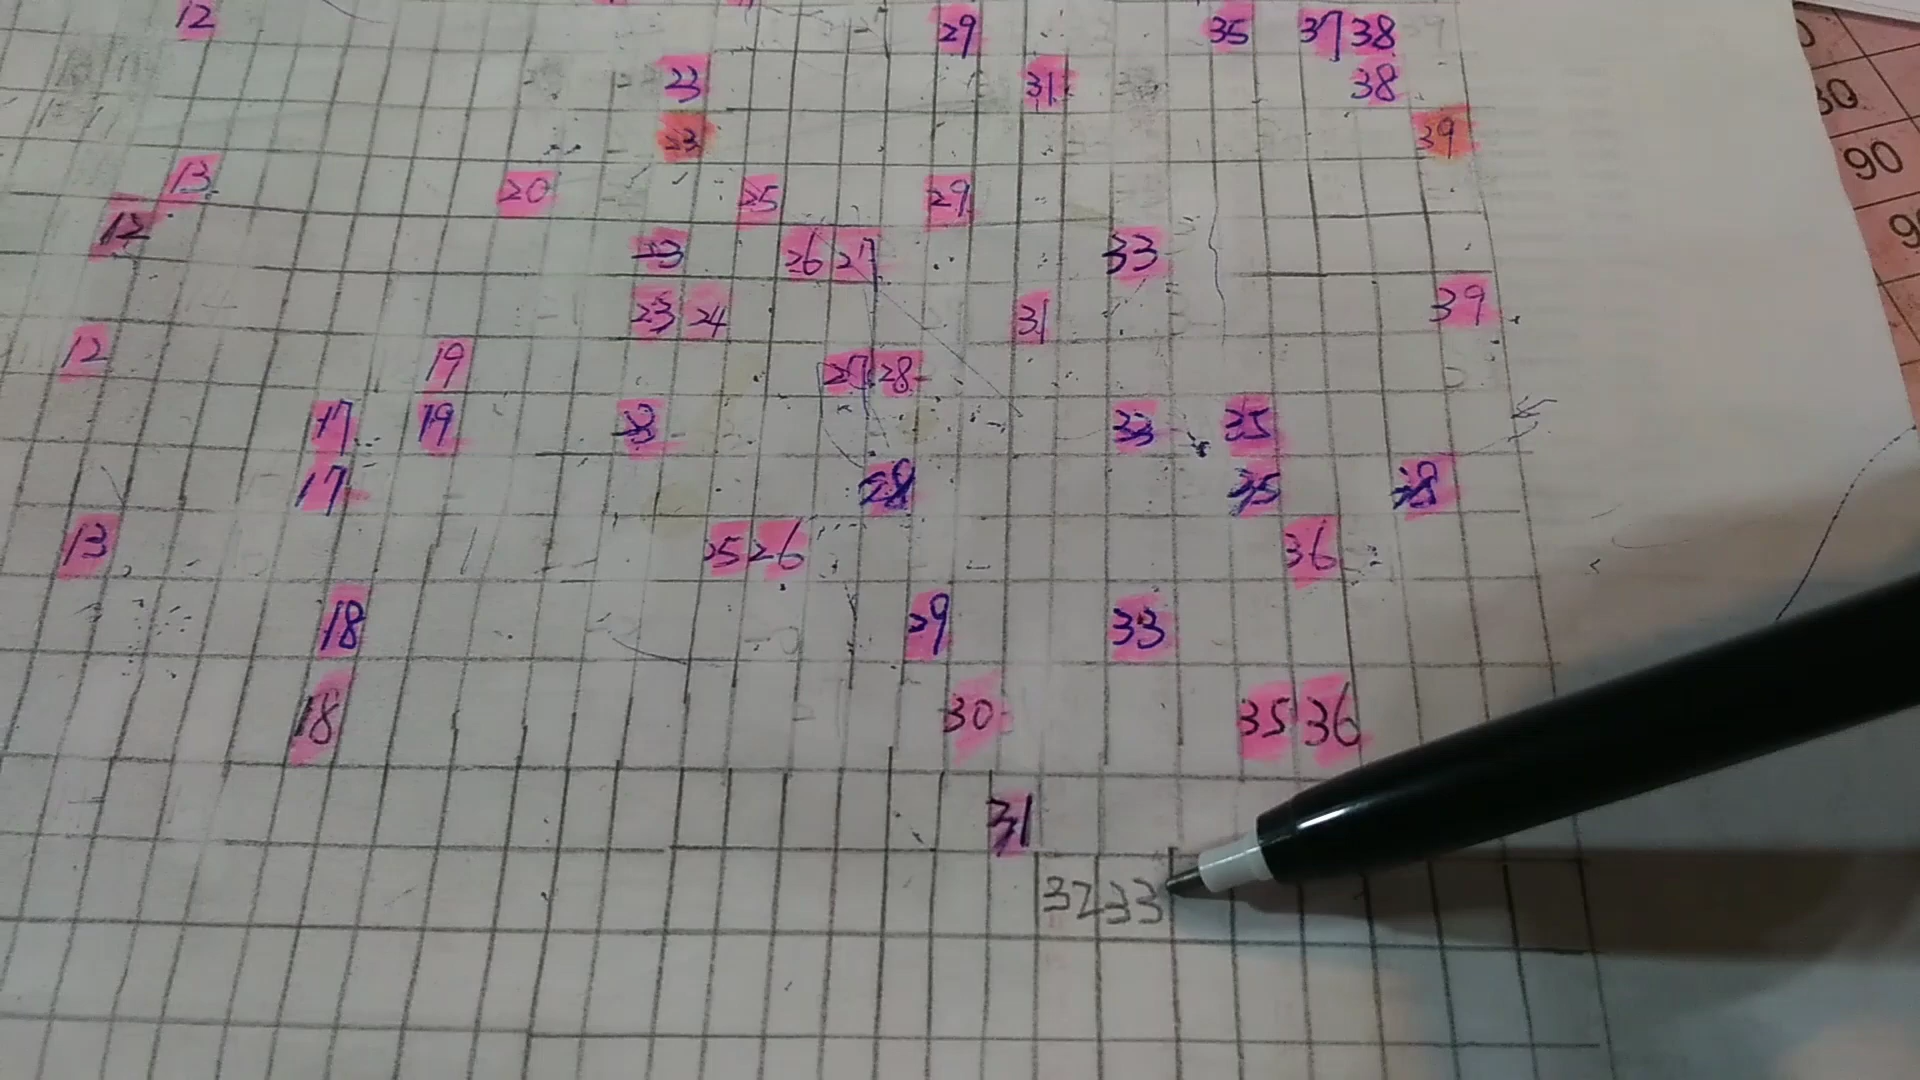 12 29 35 37 38 39
23 31 38
23 39 30
13 20 25 29 90
12 23 26 27 33
23 24 31 39
12 19 27 28
17 19 33 35
17 28 35 38
13 25 26 36
18 29 33
18 30 35 36
31
32 33